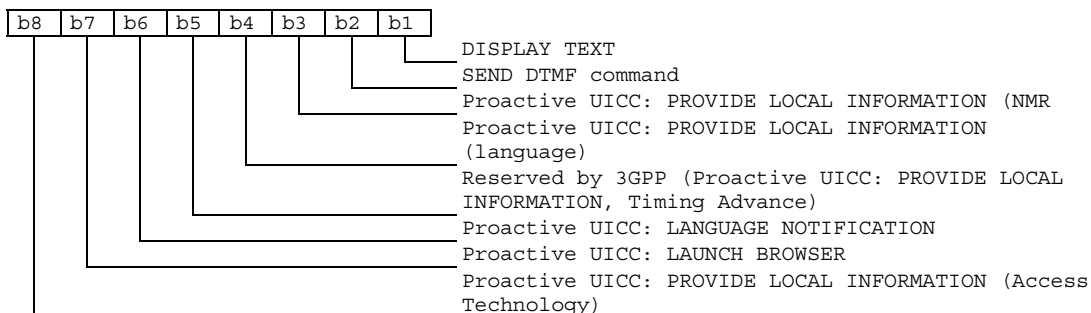 b8 b7 b6 b5 b4 b3 b2 b1
DISPLAY TEXT
SEND DTMF command
Proactive UICC: PROVIDE LOCAL INFORMATION (NMR
Proactive UICC: PROVIDE LOCAL INFORMATION
(language)
Reserved by 3GPP (Proactive UICC: PROVIDE LOCAL
INFORMATION, Timing Advance)
Proactive UICC: LANGUAGE NOTIFICATION
Proactive UICC: LAUNCH BROWSER
Proactive UICC: PROVIDE LOCAL INFORMATION (Access
Technology)